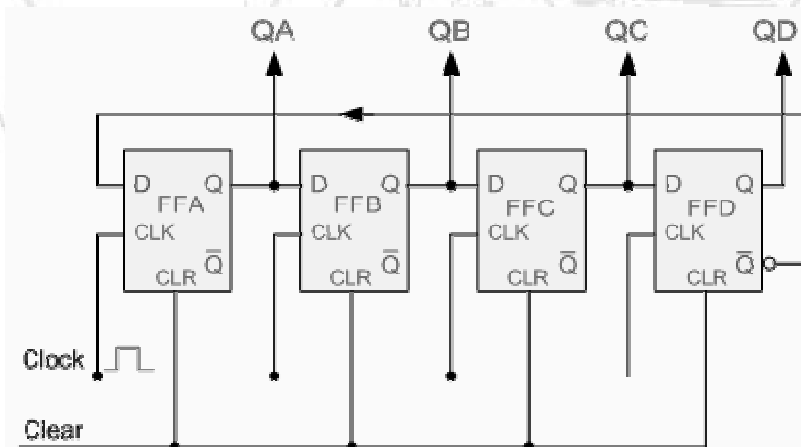 QA QB QC QD
D Q D Q D Q D Q
FFA FFB FFC FFD
CLK CLK CLK CLK
Q̅ Q̅ Q̅ Q̅
CLR CLR CLR CLR
Clock
Clear